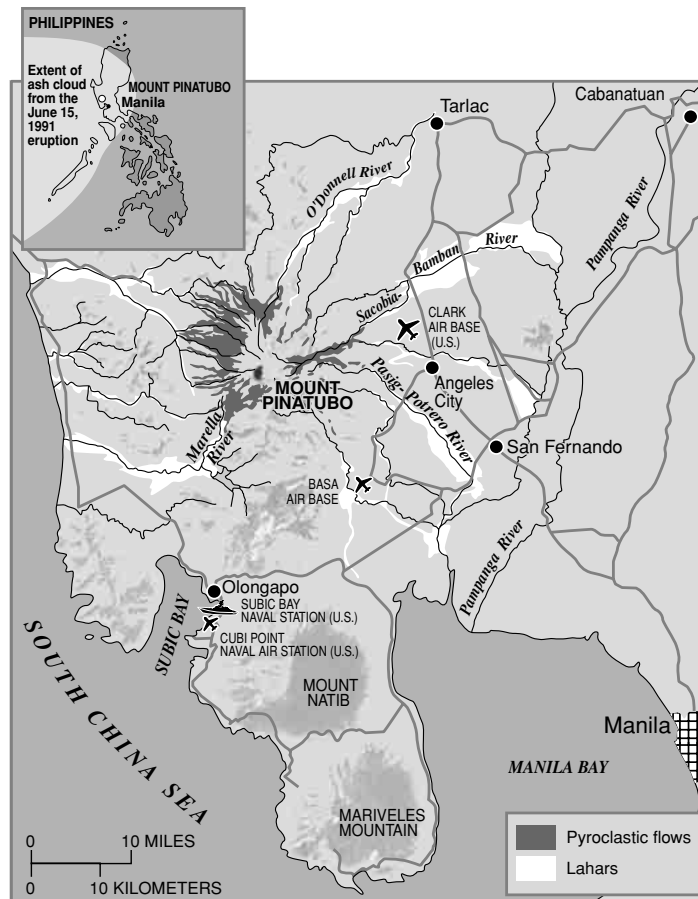 PHILIPPINES
Extent of
ash cloud
from the
June 15,
1991
eruption
MOUNT PINATUBO
Manila
Tarlac
Cabanatuan
O'Donnell River
Pampanga River
Sacobia-Bamban River
CLARK
AIR BASE
(U.S.)
MOUNT
PINATUBO
Angeles
City
Pasig-Potrero River
Marella
River
San Fernando
BASA
AIR BASE
Pampanga River
Olongapo
SUBIC BAY
NAVAL STATION (U.S.)
CUBI POINT
NAVAL AIR STATION (U.S.)
SUBIC BAY
SOUTH CHINA SEA
MOUNT
NATIB
Manila
MANILA BAY
MARIVELES
MOUNTAIN
0 10 MILES
0 10 KILOMETERS
Pyroclastic flows
Lahars